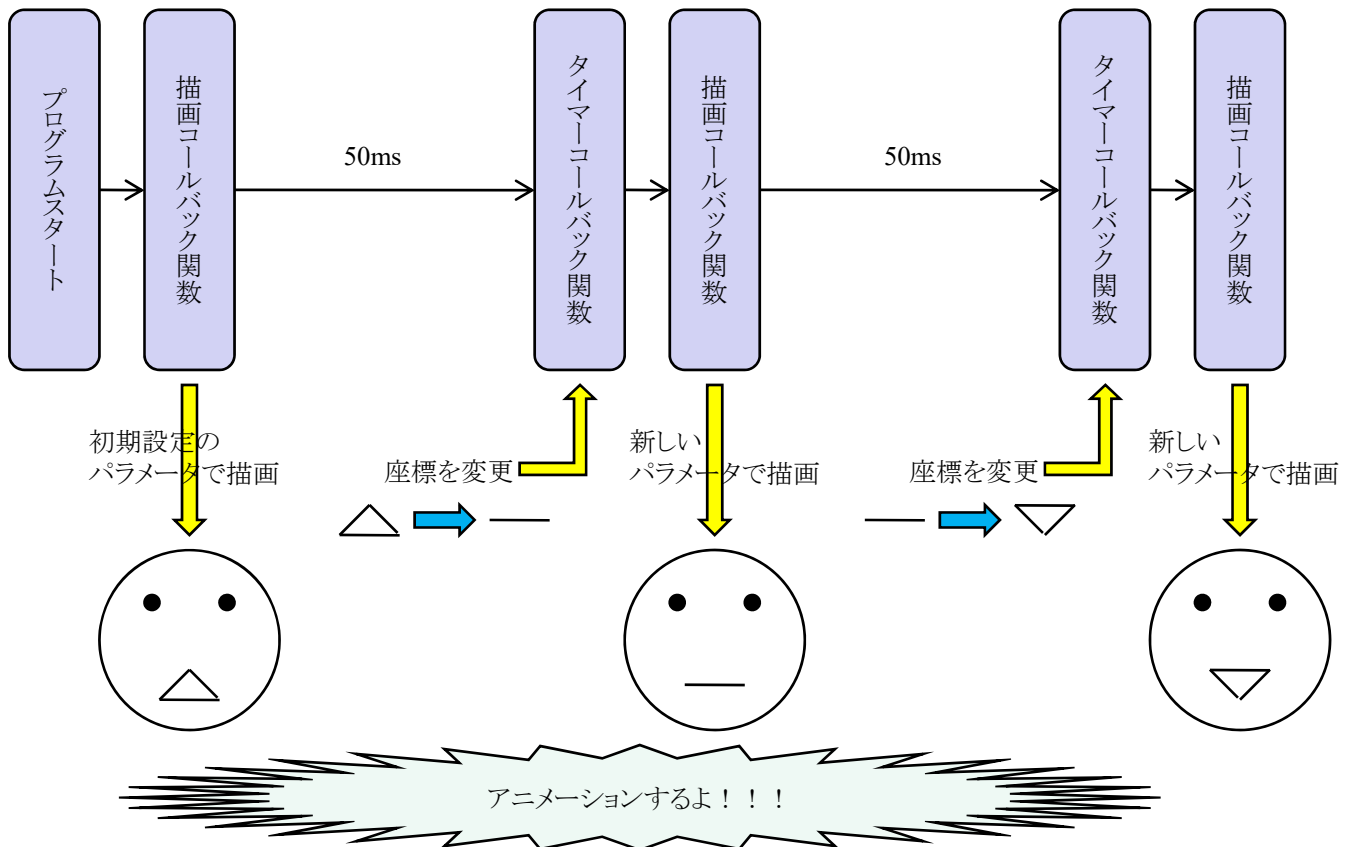 プログラムスタート
描画コールバック関数
50ms
タイマーコールバック関数
描画コールバック関数
50ms
タイマーコールバック関数
描画コールバック関数
初期設定の
パラメータで描画
座標を変更
新しい
パラメータで描画
座標を変更
新しい
パラメータで描画
アニメーションするよ！！！